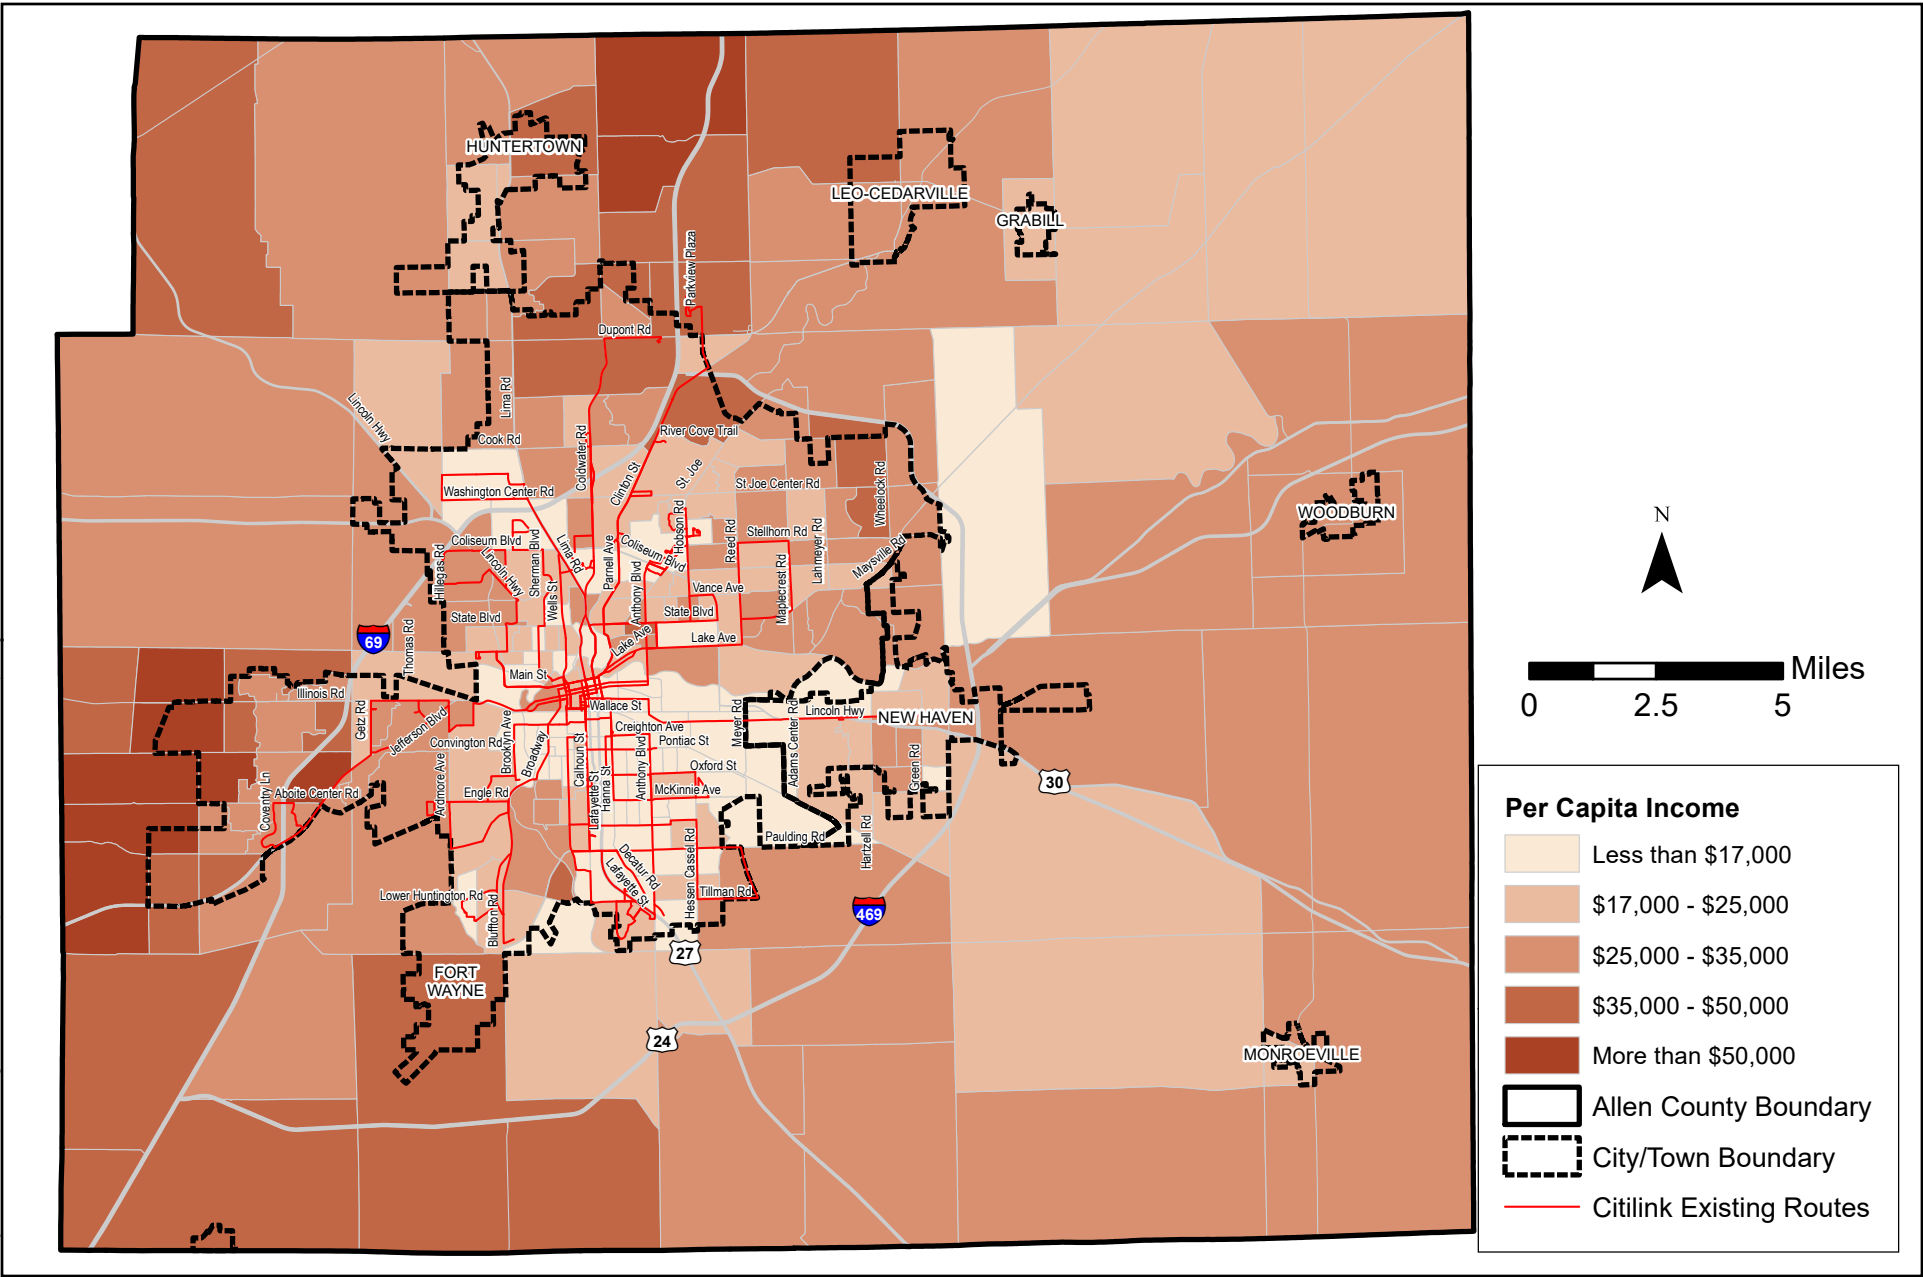 HUNTERTOWN
LEO-CEDARVILLE
GRABILL
Parkview Plaza
Dupont Rd
Lima Rd
Lincoln Hwy
Cook Rd
Coldwater Rd
River Cove Trail
Clinton St
St. Joe
St Joe Center Rd
Wheelock Rd
Washington Center Rd
Hobson Rd
Reed Rd
Stellhorn Rd
Lahmeyer Rd
Maysville Rd
WOODBURN
Coliseum Blvd
Lincoln Hwy
Sherman Blvd
Lima Rd
Parnell Ave
Coliseum Blvd
Hillegas Rd
Wells St
Anthony Blvd
Vance Ave
Maplecrest Rd
State Blvd
State Blvd
Lake Ave
Lake Ave
Thomas Rd
69
Main St
Illinois Rd
Getz Rd
Jefferson Blvd
Wallace St
Meyer Rd
Adams Center Rd
Lincoln Hwy
NEW HAVEN
Creighton Ave
Convington Rd
Brooklyn Ave
Broadway
Calhoun St
Pontiac St
Anthony Blvd
Oxford St
Green Rd
30
Coventry Ln
Aboite Center Rd
Ardmore Ave
Engle Rd
Lafayette St
Hanna St
McKinnie Ave
Paulding Rd
Hartzell Rd
Hessen Cassel Rd
Decatur Rd
Lafayette St
Tillman Rd
Lower Huntington Rd
Bluffton Rd
469
27
FORT
WAYNE
24
MONROEVILLE
N
Miles
0 2.5 5
Per Capita Income
Less than $17,000
$17,000 - $25,000
$25,000 - $35,000
$35,000 - $50,000
More than $50,000
Allen County Boundary
City/Town Boundary
Citilink Existing Routes